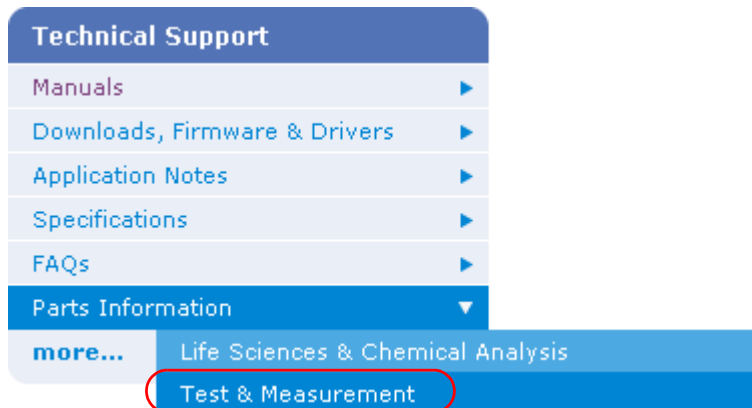 Technical Support
Manuals
Downloads, Firmware & Drivers
Application Notes
Specifications
FAQs
Parts Information
more... Life Sciences & Chemical Analysis
Test & Measurement